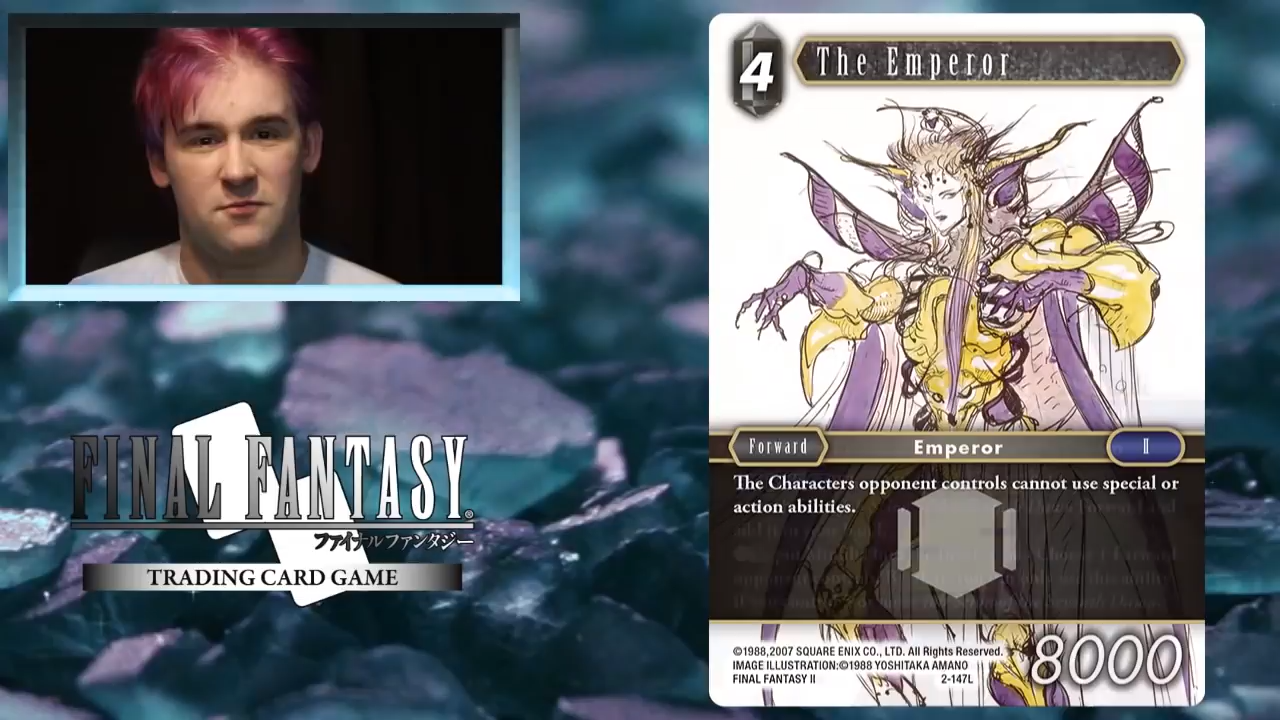 4
The Emperor
FINAL FANTASY®
ファイナルファンタジー
TRADING CARD GAME
Forward
Emperor
II
The Characters opponent controls cannot use special or
action abilities.
©1988,2007 SQUARE ENIX CO., LTD. All Rights Reserved.
IMAGE ILLUSTRATION:©1988 YOSHITAKA AMANO
FINAL FANTASY II
2-147L
8000